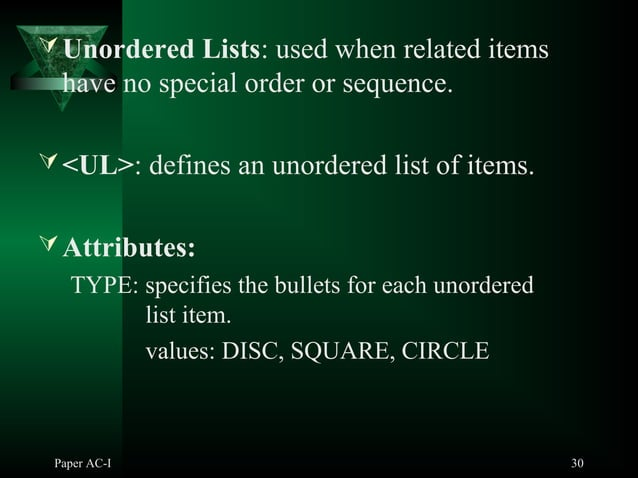 Unordered Lists: used when related items
have no special order or sequence.
<UL>: defines an unordered list of items.
Attributes:
TYPE: specifies the bullets for each unordered
list item.
values: DISC, SQUARE, CIRCLE
Paper AC-I 30